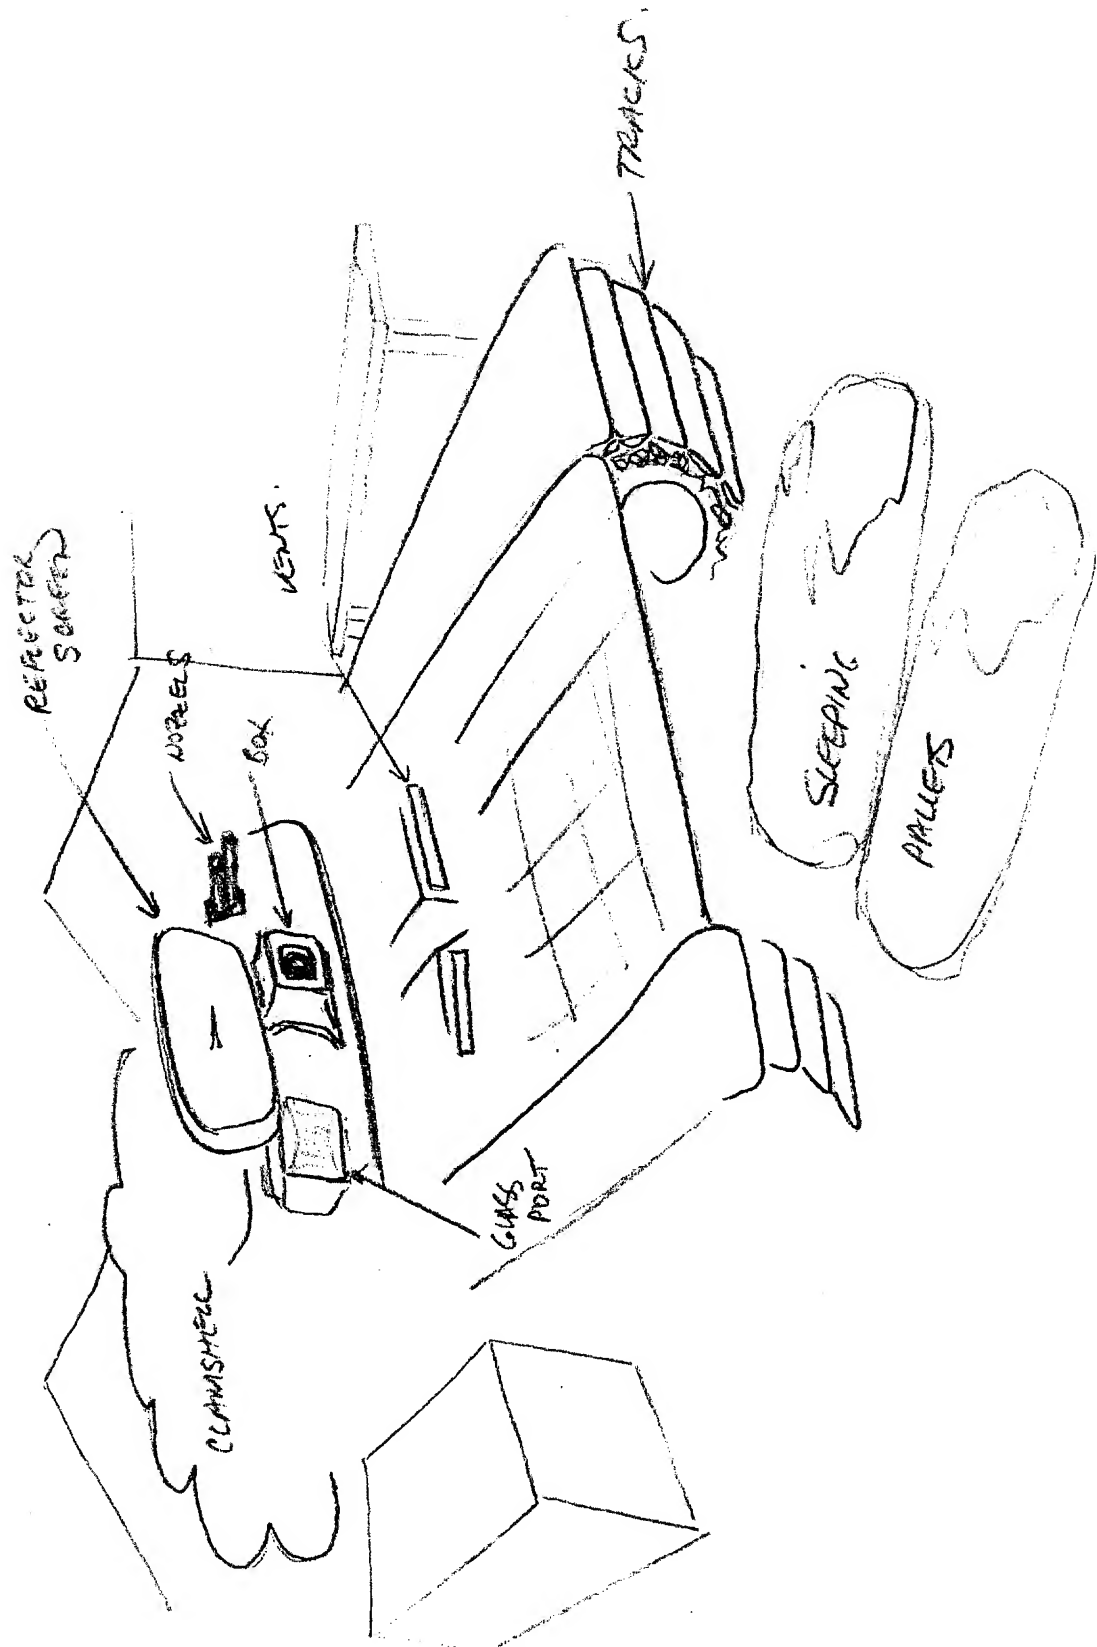 REFLECTOR
SCREEN
NOZZELS
BOX
VENTS.
TRACKS.
CLAMSHELL
GLASS
PORT
SLEEPING
PALLETS